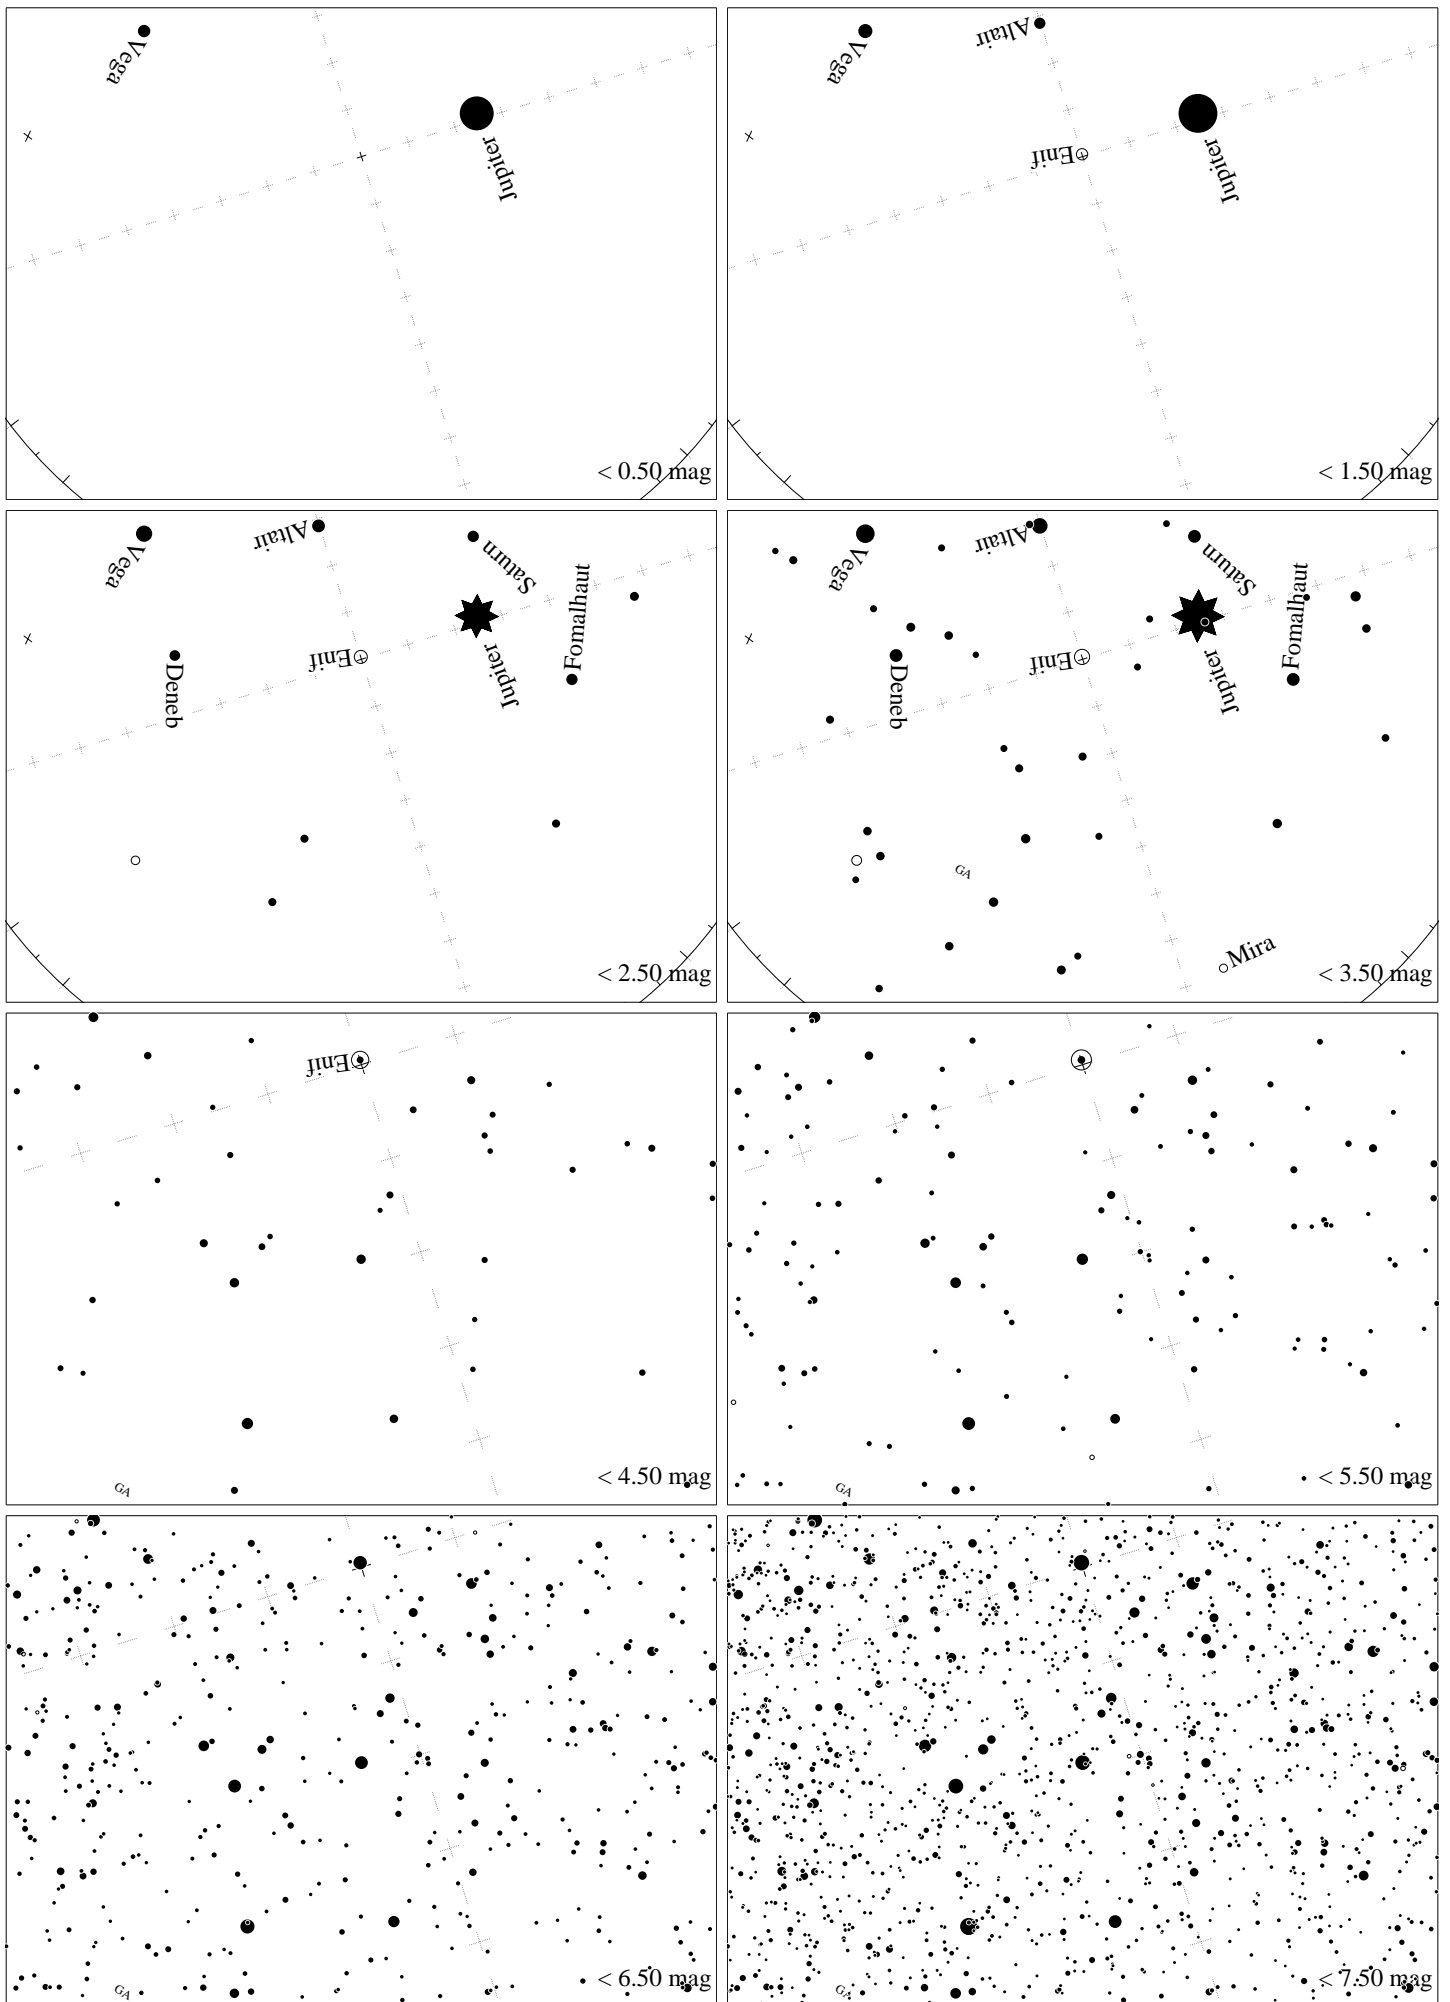 Vega
Jupiter
< 0.50 mag
Vega
Altair
Enif
Jupiter
< 1.50 mag
Vega
Altair
Saturn
Fomalhaut
Enif
Deneb
Jupiter
< 2.50 mag
Vega
Altair
Saturn
Fomalhaut
Enif
Deneb
Jupiter
GA
Mira
< 3.50 mag
Enif
GA
< 4.50 mag
GA
< 5.50 mag
GA
< 6.50 mag
GA
< 7.50 mag